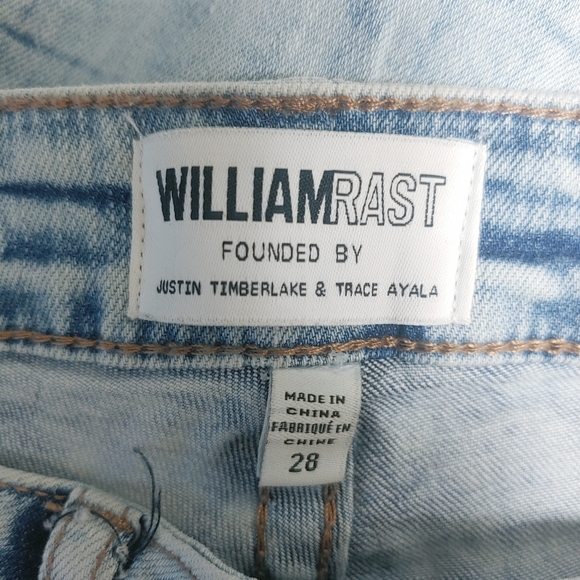 WILLIAMRAST
FOUNDED BY
JUSTIN TIMBERLAKE & TRACE AYALA
MADE IN
CHINA
FABRIQUÉ EN
CHINE
28